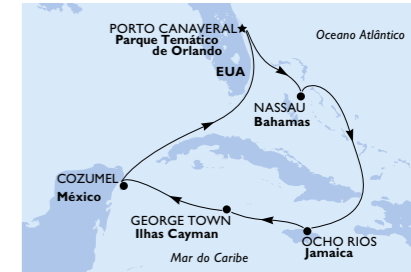 PORTO CANAVERAL
Parque Temático
de Orlando
Oceano Atlântico
EUA
NASSAU
Bahamas
COZUMEL
México
GEORGE TOWN
Ilhas Cayman
OCHO RIOS
Jamaica
Mar do Caribe